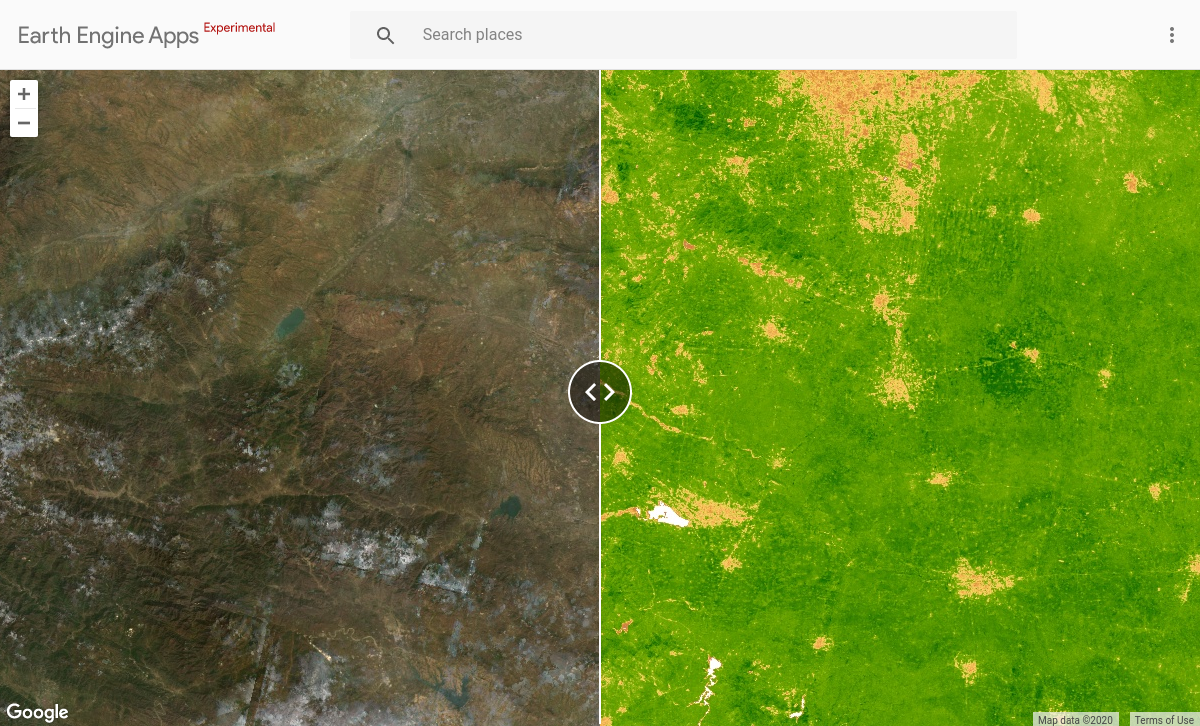 Earth Engine Apps Experimental
Search places
Google
Map data ©2020 Terms of Use